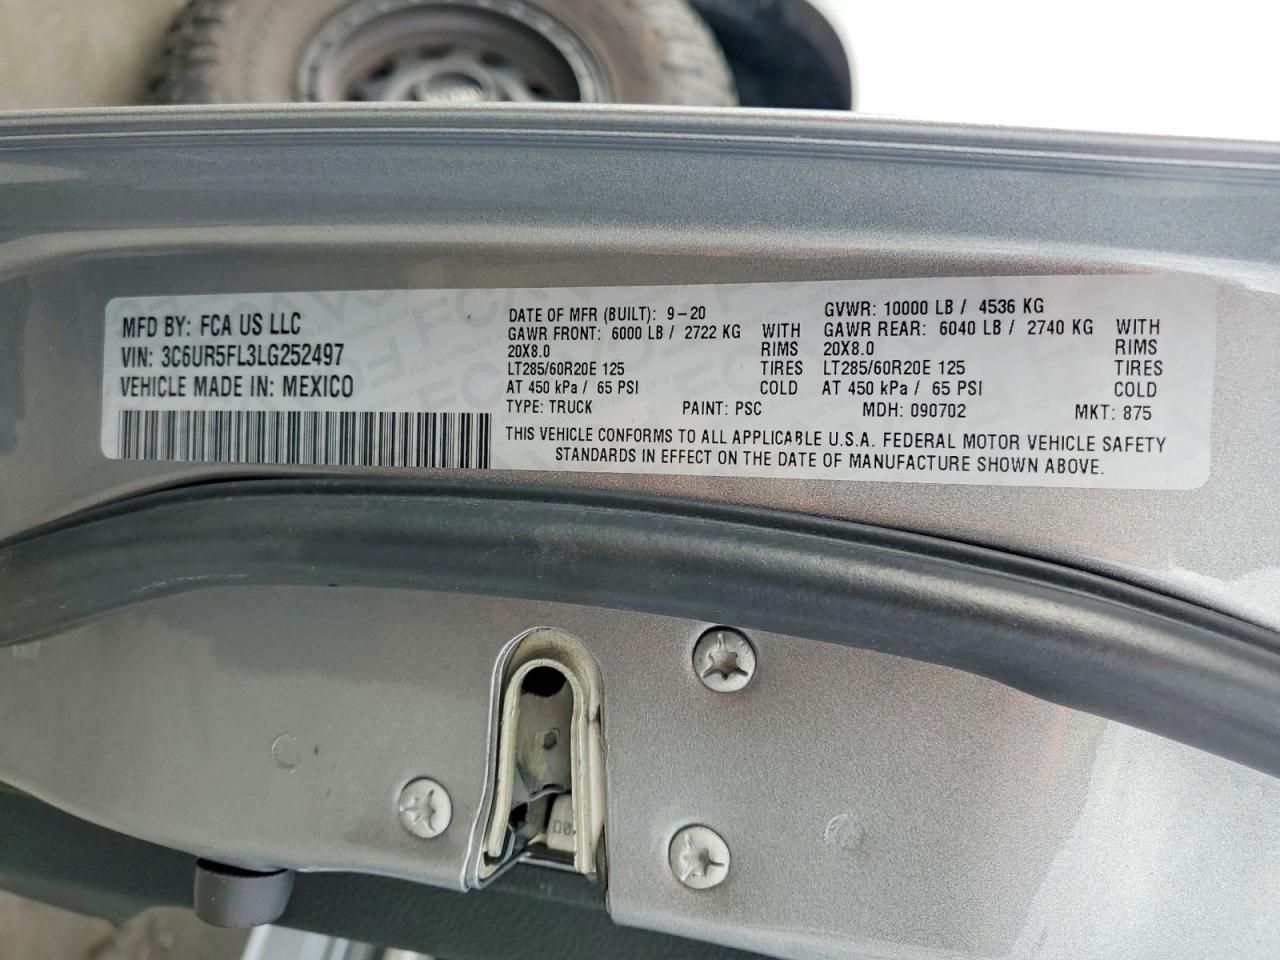 MFD BY: FCA US LLC
VIN: 3C6UR5FL3LG252497
VEHICLE MADE IN: MEXICO
DATE OF MFR (BUILT): 9-20
GAWR FRONT: 6000 LB / 2722 KG WITH
20X8.0 RIMS
LT285/60R20E 125 TIRES
AT 450 kPa / 65 PSI COLD
GVWR: 10000 LB / 4536 KG
GAWR REAR: 6040 LB / 2740 KG WITH
20X8.0 RIMS
LT285/60R20E 125 TIRES
AT 450 kPa / 65 PSI COLD
TYPE: TRUCK PAINT: PSC MDH: 090702 MKT: 875
THIS VEHICLE CONFORMS TO ALL APPLICABLE U.S.A. FEDERAL MOTOR VEHICLE SAFETY
STANDARDS IN EFFECT ON THE DATE OF MANUFACTURE SHOWN ABOVE.